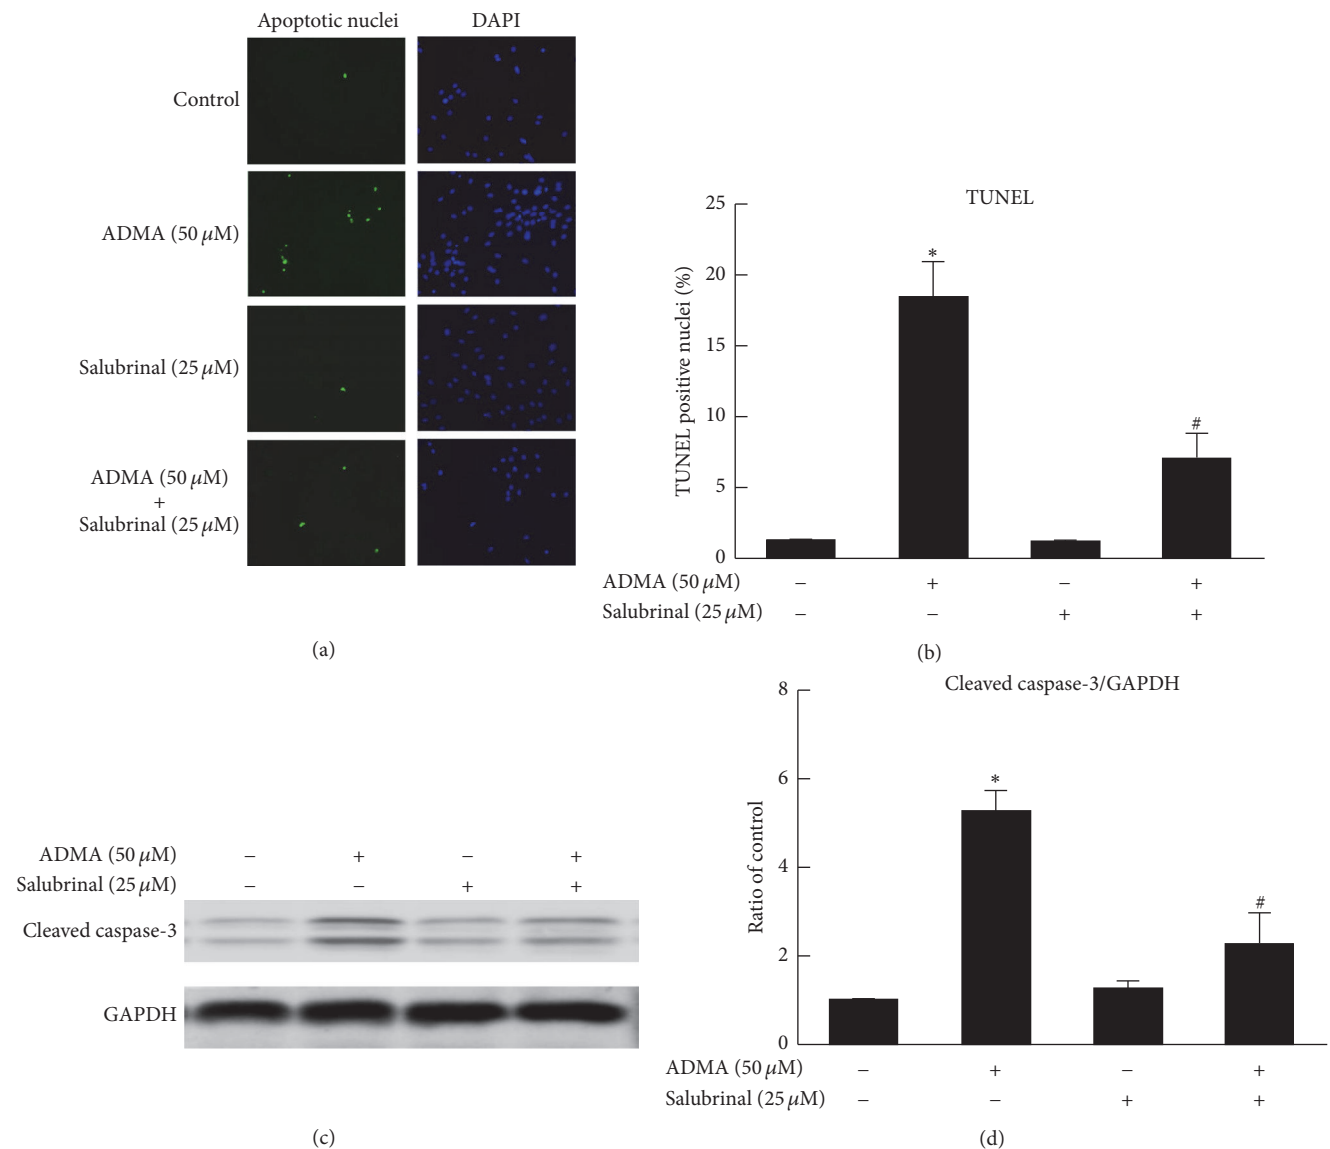 Apoptotic nuclei DAPI
Control
ADMA (50 μM)
Salubrinal (25 μM)
ADMA (50 μM)
+
Salubrinal (25 μM)
(a)
TUNEL
TUNEL positive nuclei (%)
25
20
15
10
5
0
*
#
ADMA (50 μM) − + − +
Salubrinal (25 μM) − − + +
(b)
ADMA (50 μM) − + − +
Salubrinal (25 μM) − − + +
Cleaved caspase-3
GAPDH
(c)
Cleaved caspase-3/GAPDH
Ratio of control
8
6
4
2
0
*
#
ADMA (50 μM) − + − +
Salubrinal (25 μM) − − + +
(d)